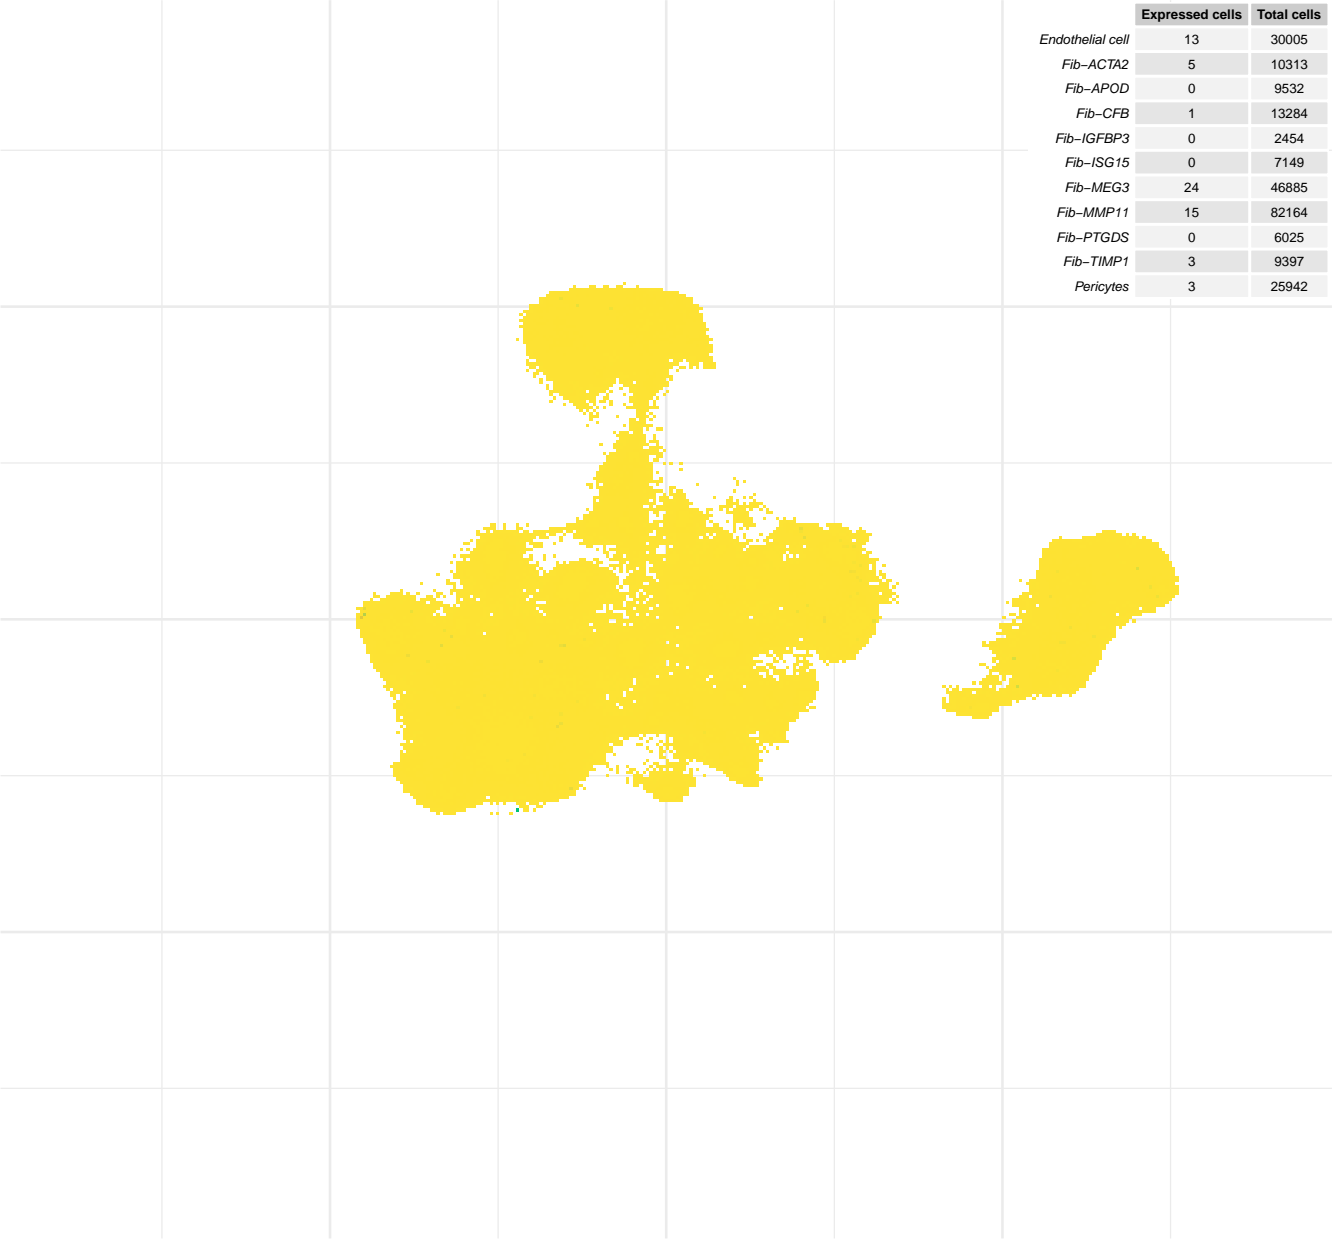 Expressed cells Total cells
Endothelial cell 13 30005
Fib−ACTA2 5 10313
Fib−APOD 0 9532
Fib−CFB 1 13284
Fib−IGFBP3 0 2454
Fib−ISG15 0 7149
Fib−MEG3 24 46885
Fib−MMP11 15 82164
Fib−PTGDS 0 6025
Fib−TIMP1 3 9397
Pericytes 3 25942